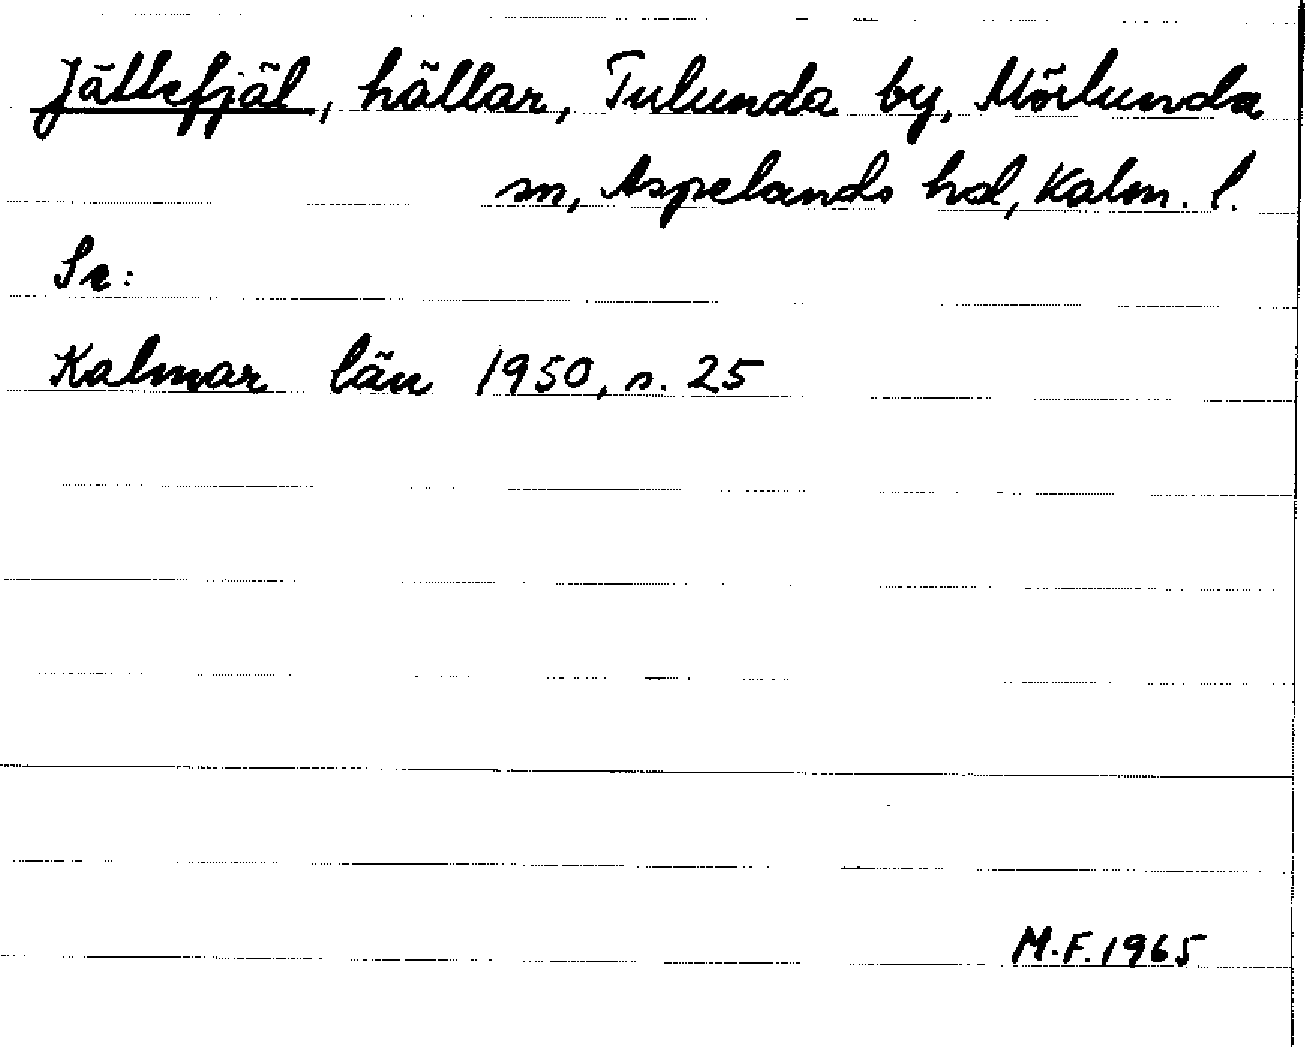 Jättefjäl, hällar, Tulunda by, Mörlunda
sn, Aspelands hd, Kalm. l.
Se:
Kalmar län 1950, s. 25
M.F. 1965